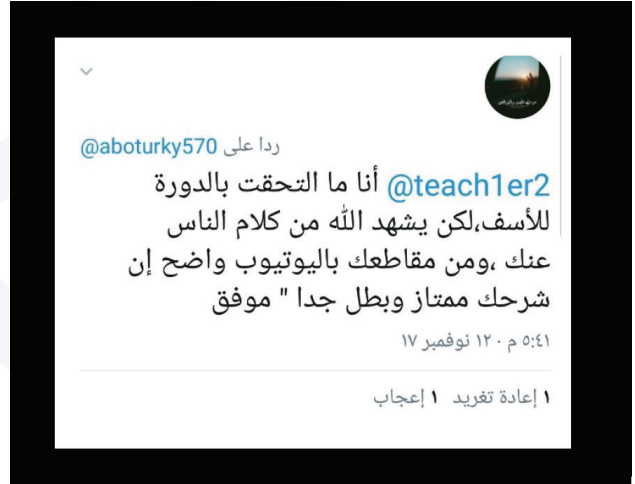 ردا على @aboturky570
@teach1er2 أنا ما التحقت بالدورة
للأسف،لكن يشهد الله من كلام الناس
عنك ،ومن مقاطعك باليوتيوب واضح إن
شرحك ممتاز وبطل جدا " موفق
٥:٤١ م · ١٢ نوفمبر ١٧
١ إعادة تغريد ١ إعجاب